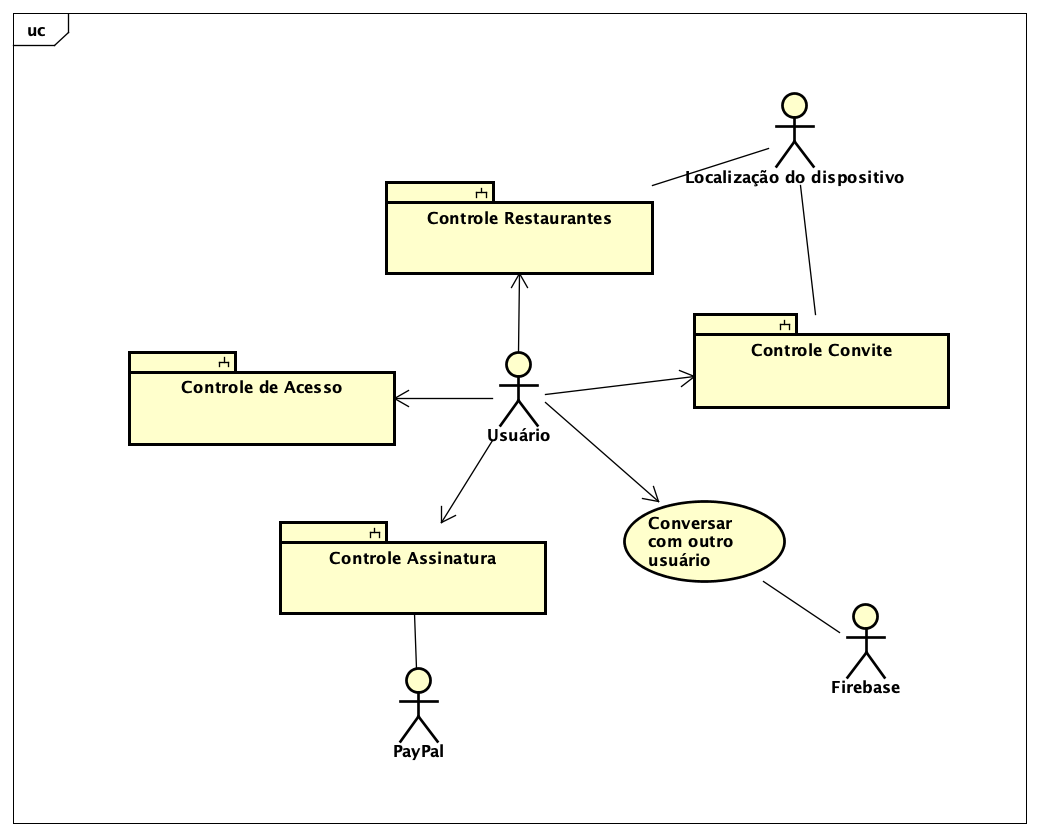 uc
Localização do dispositivo
Controle Restaurantes
Controle Convite
Controle de Acesso
Usuário
Conversar
com outro
usuário
Controle Assinatura
Firebase
PayPal